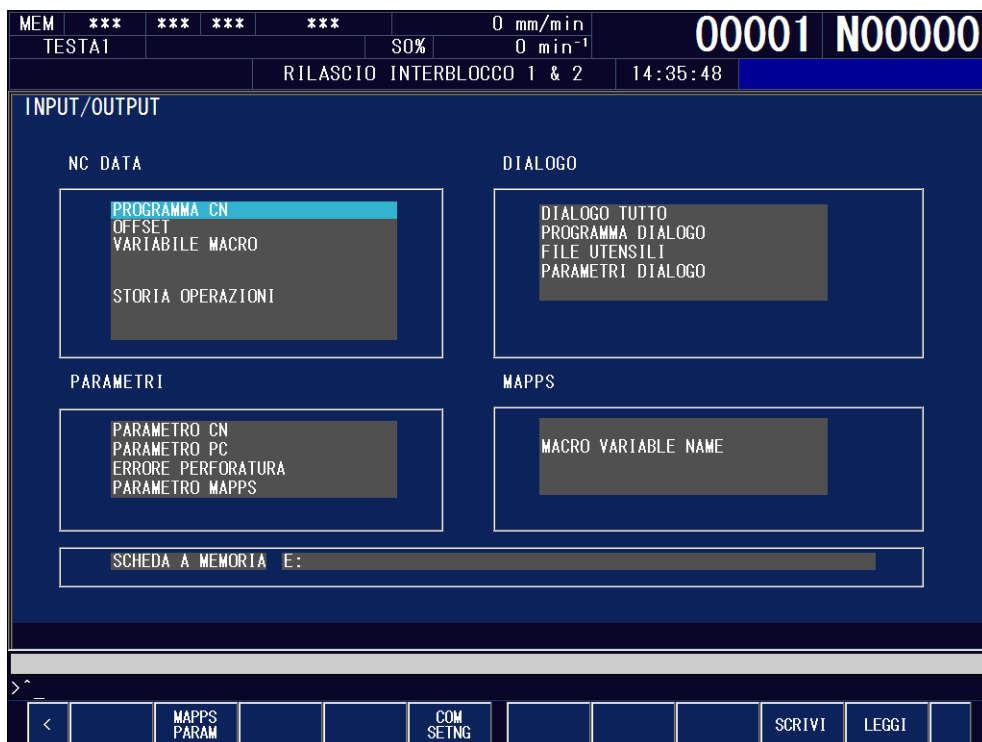 MEM *** *** *** *** 0 mm/min 00001 N00000
TESTA1 S0% 0 min⁻¹
RILASCIO INTERBLOCCO 1 & 2 14:35:48
INPUT/OUTPUT
NC DATA
PROGRAMMA CN
OFFSET
VARIABILE MACRO
STORIA OPERAZIONI
DIALOGO
DIALOGO TUTTO
PROGRAMMA DIALOGO
FILE UTENSILI
PARAMETRI DIALOGO
PARAMETRI
PARAMETRO CN
PARAMETRO PC
ERRORE PERFORATURA
PARAMETRO MAPPS
MAPPS
MACRO VARIABLE NAME
SCHEDA A MEMORIA E:
>^_
< MAPPS PARAM COM SETNG SCRIVI LEGGI